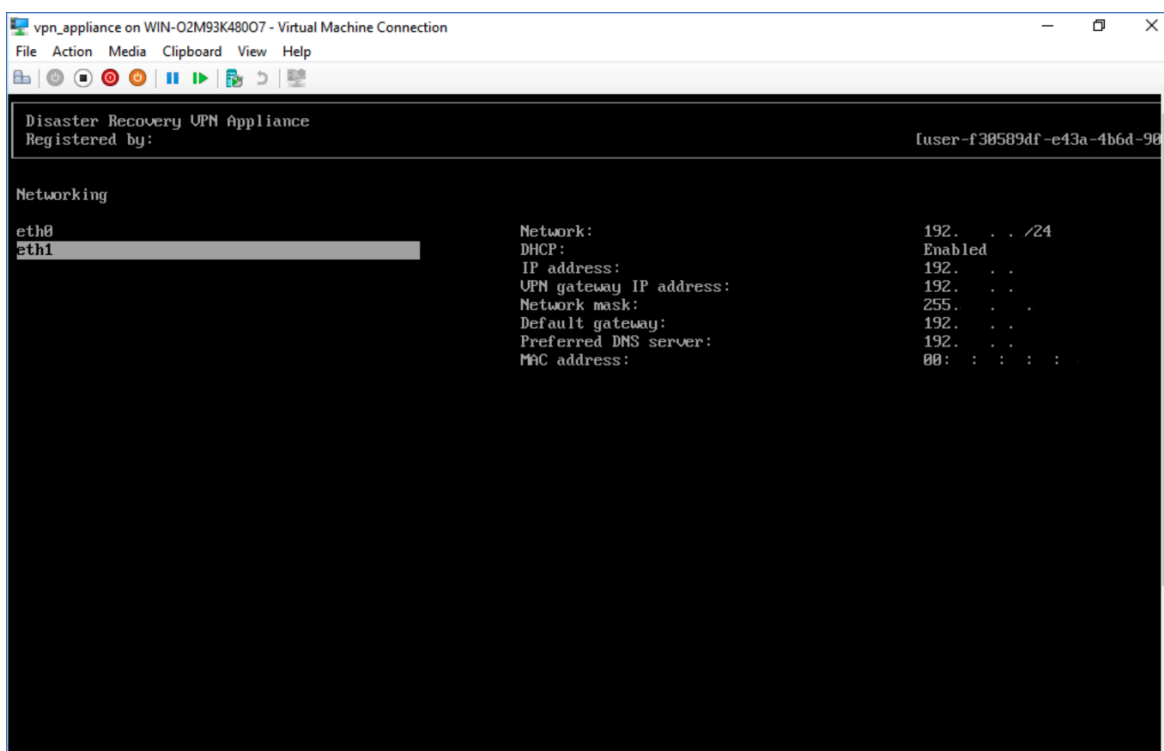 vpn_appliance on WIN-O2M93K480O7 - Virtual Machine Connection
File Action Media Clipboard View Help
Disaster Recovery VPN Appliance
Registered by: [user-f30589df-e43a-4b6d-90
Networking
eth0 Network: 192. . . /24
eth1 DHCP: Enabled
IP address: 192. . .
VPN gateway IP address: 192. . .
Network mask: 255. . .
Default gateway: 192. . .
Preferred DNS server: 192. . .
MAC address: 00: : : : :